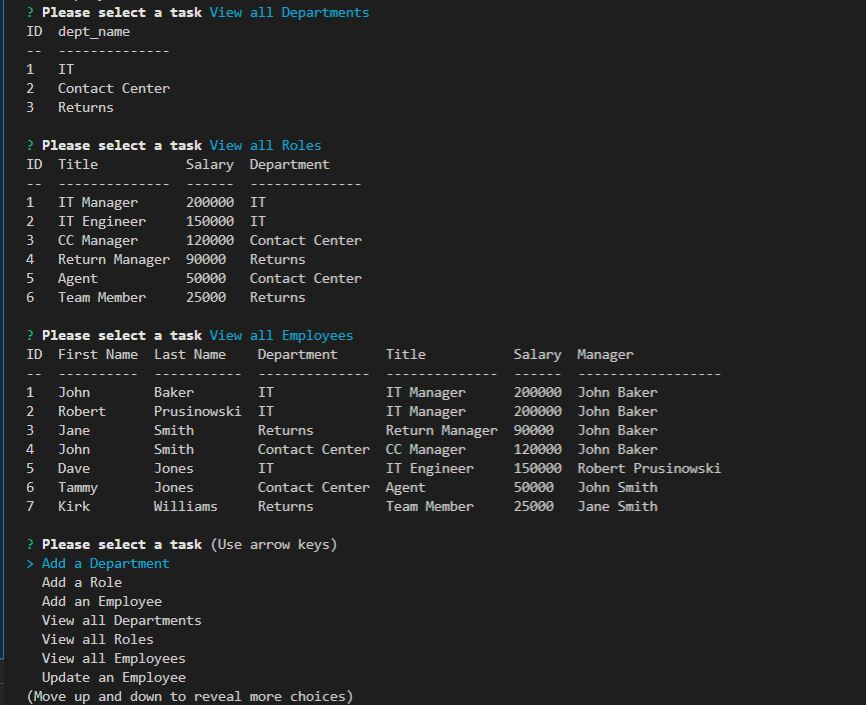 ? Please select a task View all Departments
ID  dept_name
--  --------------
1   IT
2   Contact Center
3   Returns
? Please select a task View all Roles
ID  Title           Salary  Department
--  --------------  ------  --------------
1   IT Manager      200000  IT
2   IT Engineer     150000  IT
3   CC Manager      120000  Contact Center
4   Return Manager  90000   Returns
5   Agent           50000   Contact Center
6   Team Member     25000   Returns
? Please select a task View all Employees
ID  First Name  Last Name    Department      Title           Salary  Manager
--  ----------  -----------  --------------  --------------  ------  ------------------
1   John        Baker        IT              IT Manager      200000  John Baker
2   Robert      Prusinowski  IT              IT Manager      200000  John Baker
3   Jane        Smith        Returns         Return Manager  90000   John Baker
4   John        Smith        Contact Center  CC Manager      120000  John Baker
5   Dave        Jones        IT              IT Engineer     150000  Robert Prusinowski
6   Tammy       Jones        Contact Center  Agent           50000   John Smith
7   Kirk        Williams     Returns         Team Member     25000   Jane Smith
? Please select a task (Use arrow keys)
> Add a Department
  Add a Role
  Add an Employee
  View all Departments
  View all Roles
  View all Employees
  Update an Employee
(Move up and down to reveal more choices)